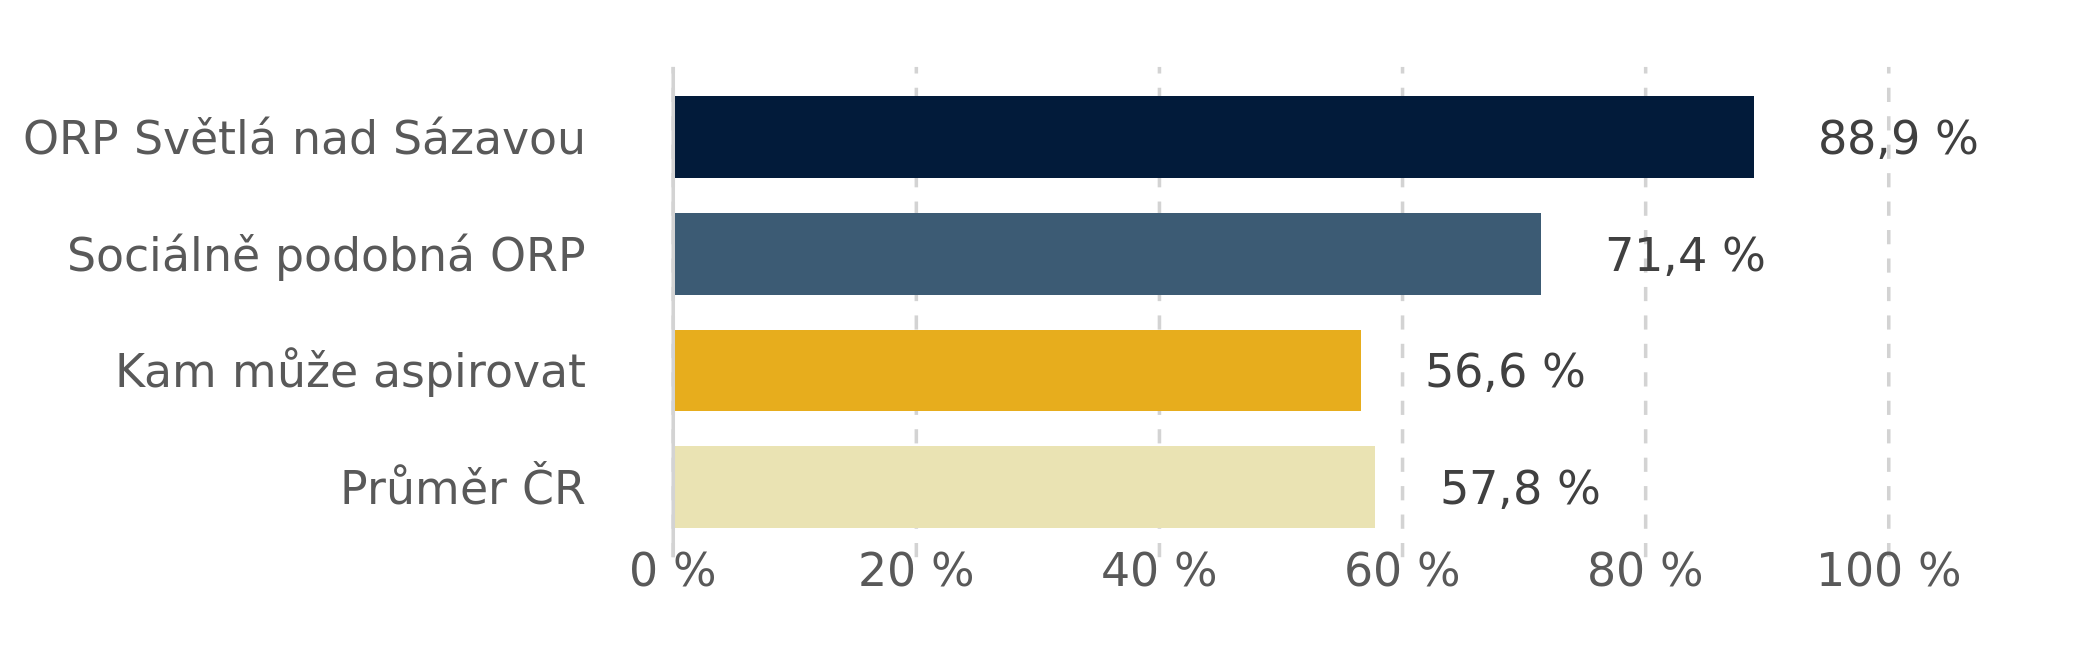 ORP Světlá nad Sázavou 88,9 %
Sociálně podobná ORP 71,4 %
Kam může aspirovat 56,6 %
Průměr ČR 57,8 %
0 % 20 % 40 % 60 % 80 % 100 %